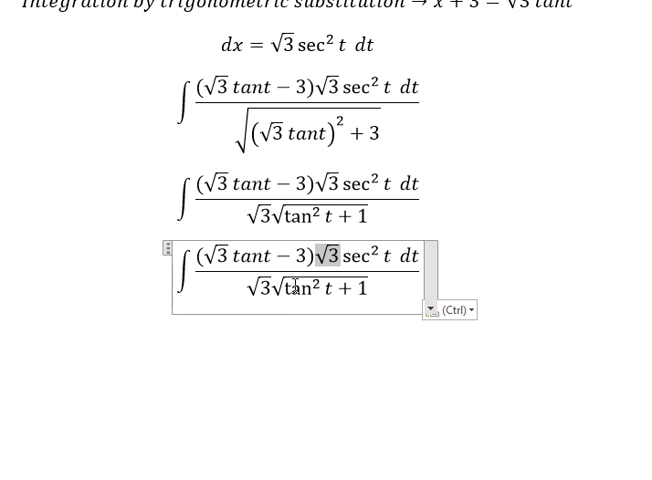 Integration by trigonometric substitution → x + 3 = √3 tant
dx = √3 sec² t dt
∫ (√3 tant − 3)√3 sec² t dt / √((√3 tant)² + 3)
∫ (√3 tant − 3)√3 sec² t dt / √3√(tan² t + 1)
∫ (√3 tant − 3)√3 sec² t dt / √3√(tan² t + 1)
(Ctrl)